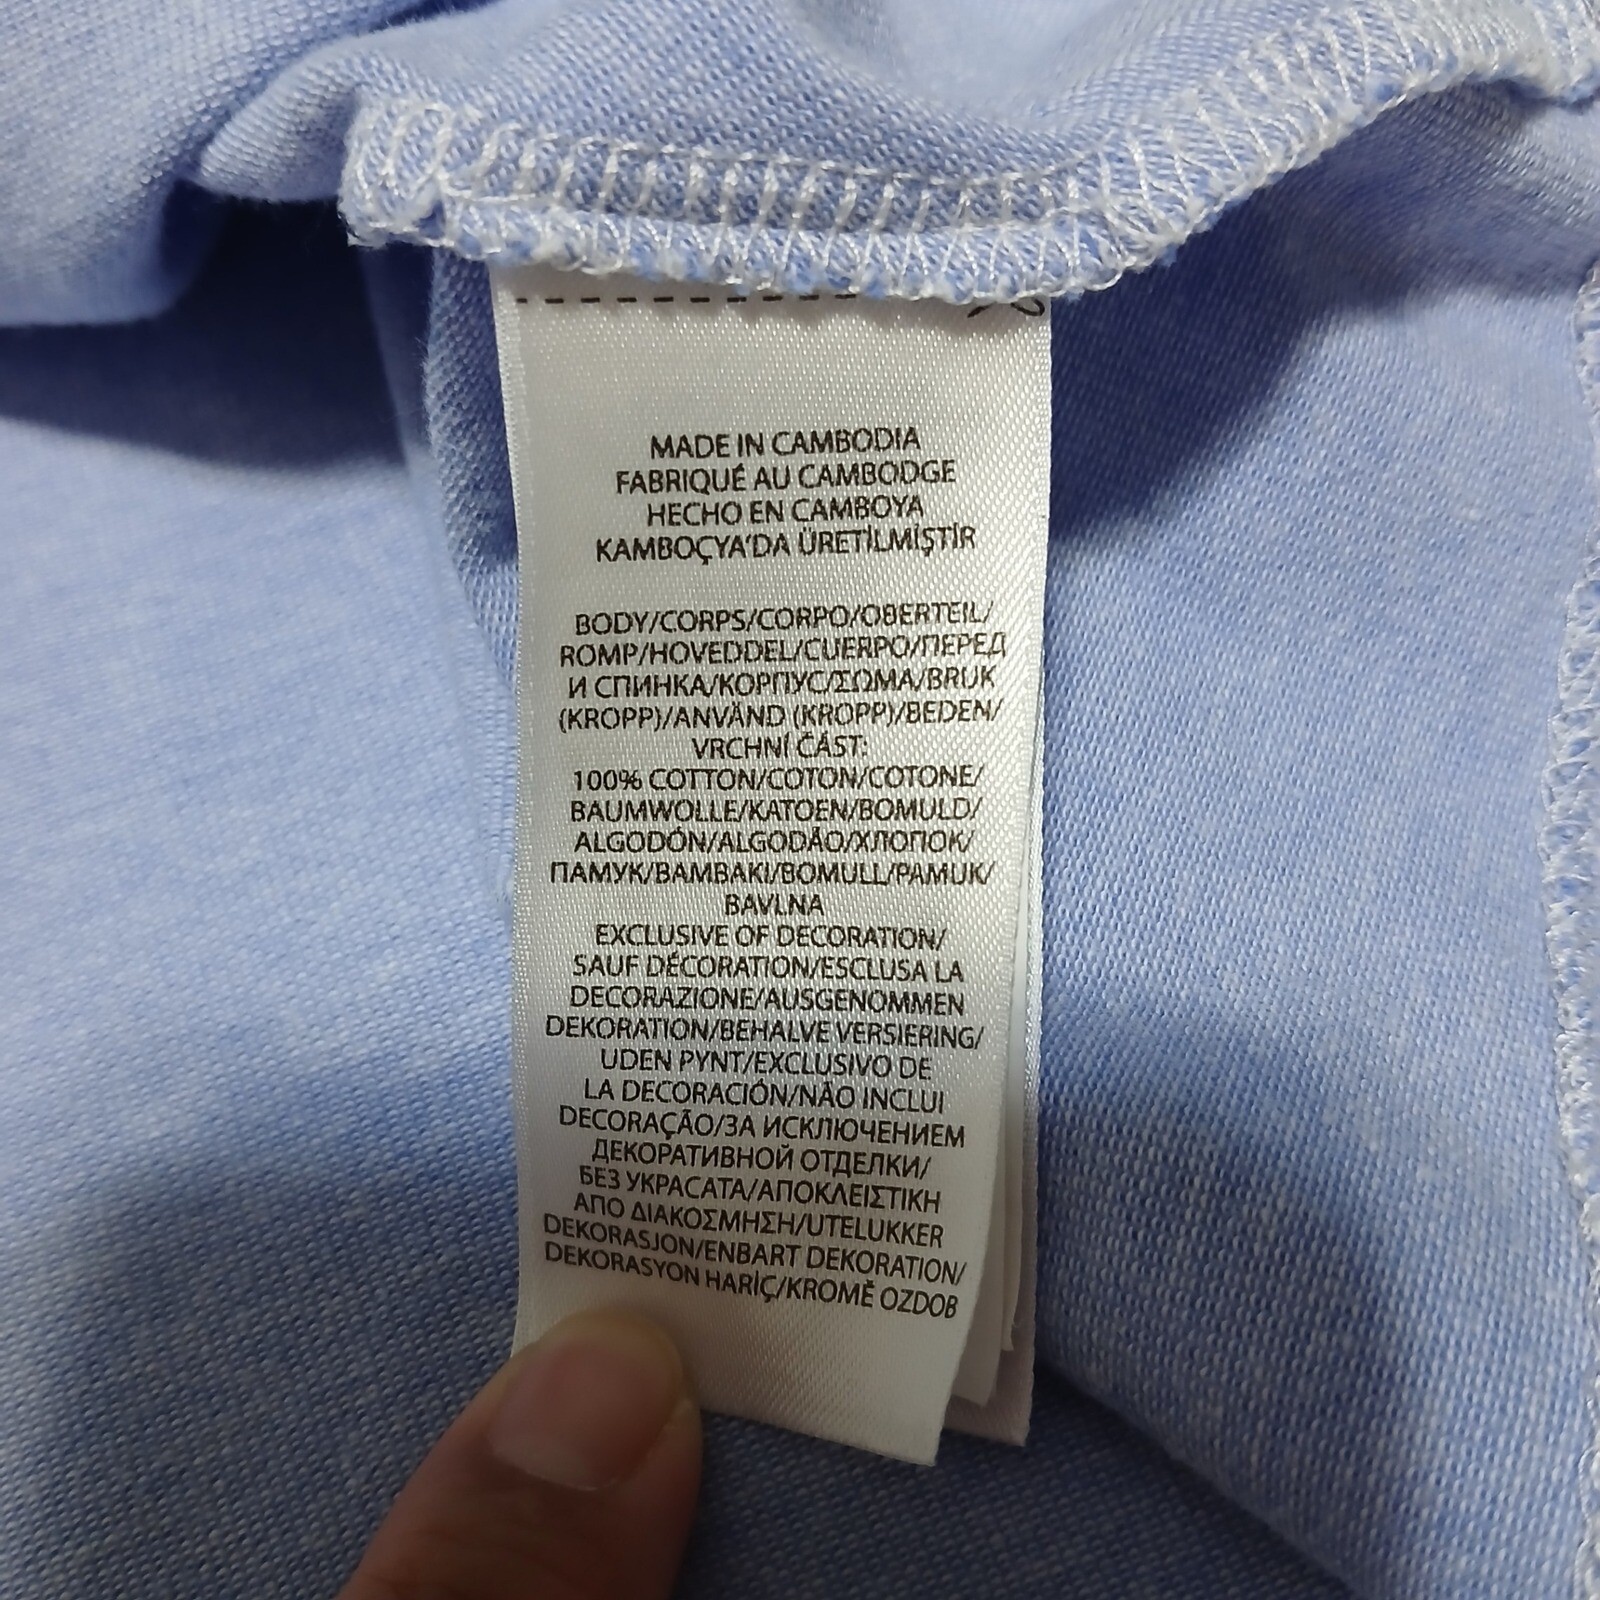 MADE IN CAMBODIA
FABRIQUÉ AU CAMBODGE
HECHO EN CAMBOYA
KAMBOÇYA'DA ÜRETİLMİŞTİR
BODY/CORPS/CORPO/OBERTEIL/
ROMP/HOVEDDEL/CUERPO/ПЕРЕД
И СПИНКА/КОРПУС/ΣΩΜΑ/BRUK
(KROPP)/ANVÄND (KROPP)/BEDEN/
VRCHNÍ ČÁST:
100% COTTON/COTON/COTONE/
BAUMWOLLE/KATOEN/BOMULD/
ALGODÓN/ALGODÃO/ХЛОПОК/
ПАМУК/ΒΑΜΒΑΚΙ/BOMULL/PAMUK/
BAVLNA
EXCLUSIVE OF DECORATION/
SAUF DÉCORATION/ESCLUSA LA
DECORAZIONE/AUSGENOMMEN
DEKORATION/BEHALVE VERSIERING/
UDEN PYNT/EXCLUSIVO DE
LA DECORACIÓN/NÃO INCLUI
DECORAÇÃO/ЗА ИСКЛЮЧЕНИЕМ
ДЕКОРАТИВНОЙ ОТДЕЛКИ/
БЕЗ УКРАСАТА/ΑΠΟΚΛΕΙΣΤΙΚΗ
ΑΠΟ ΔΙΑΚΟΣΜΗΣΗ/UTELUKKER
DEKORASJON/ENBART DEKORATION/
DEKORASYON HARİÇ/KROMĚ OZDOB